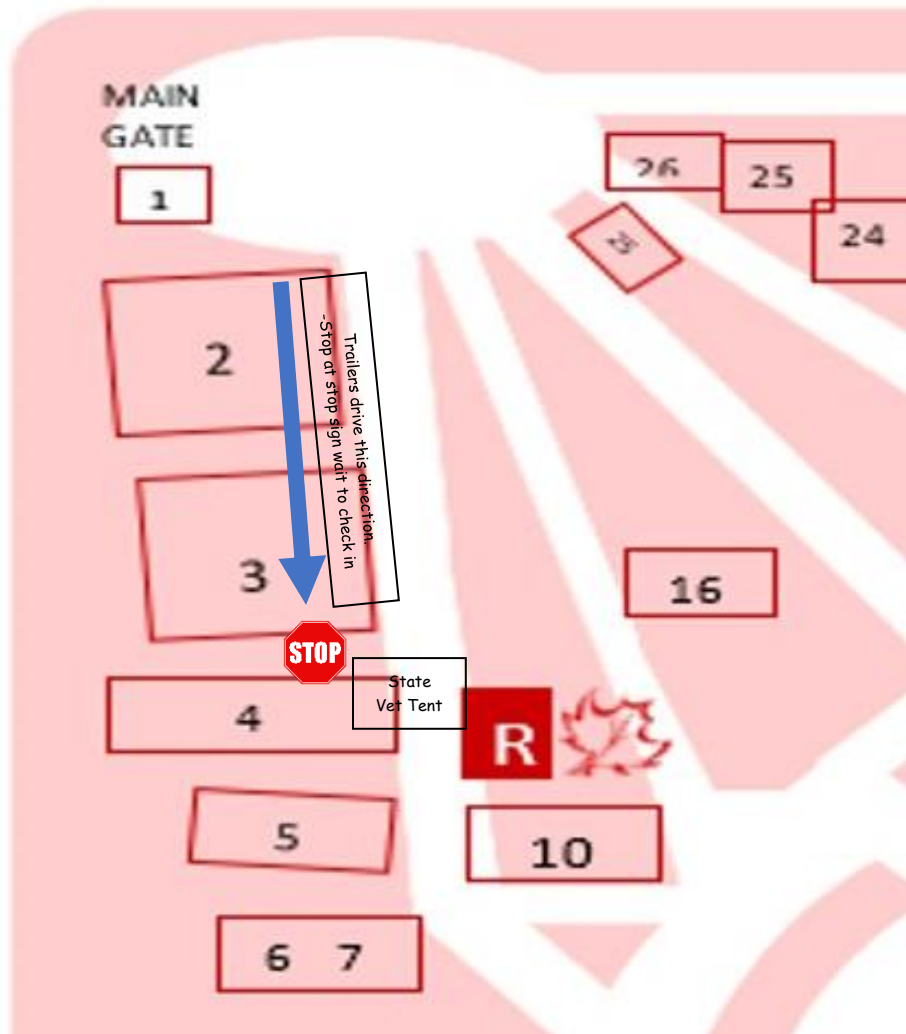 MAIN
GATE
1
26
25
24
25
2
Trailers drive this direction.
-Stop at stop sign wait to check in
3
16
STOP
State
Vet Tent
4
R
5
10
6 7